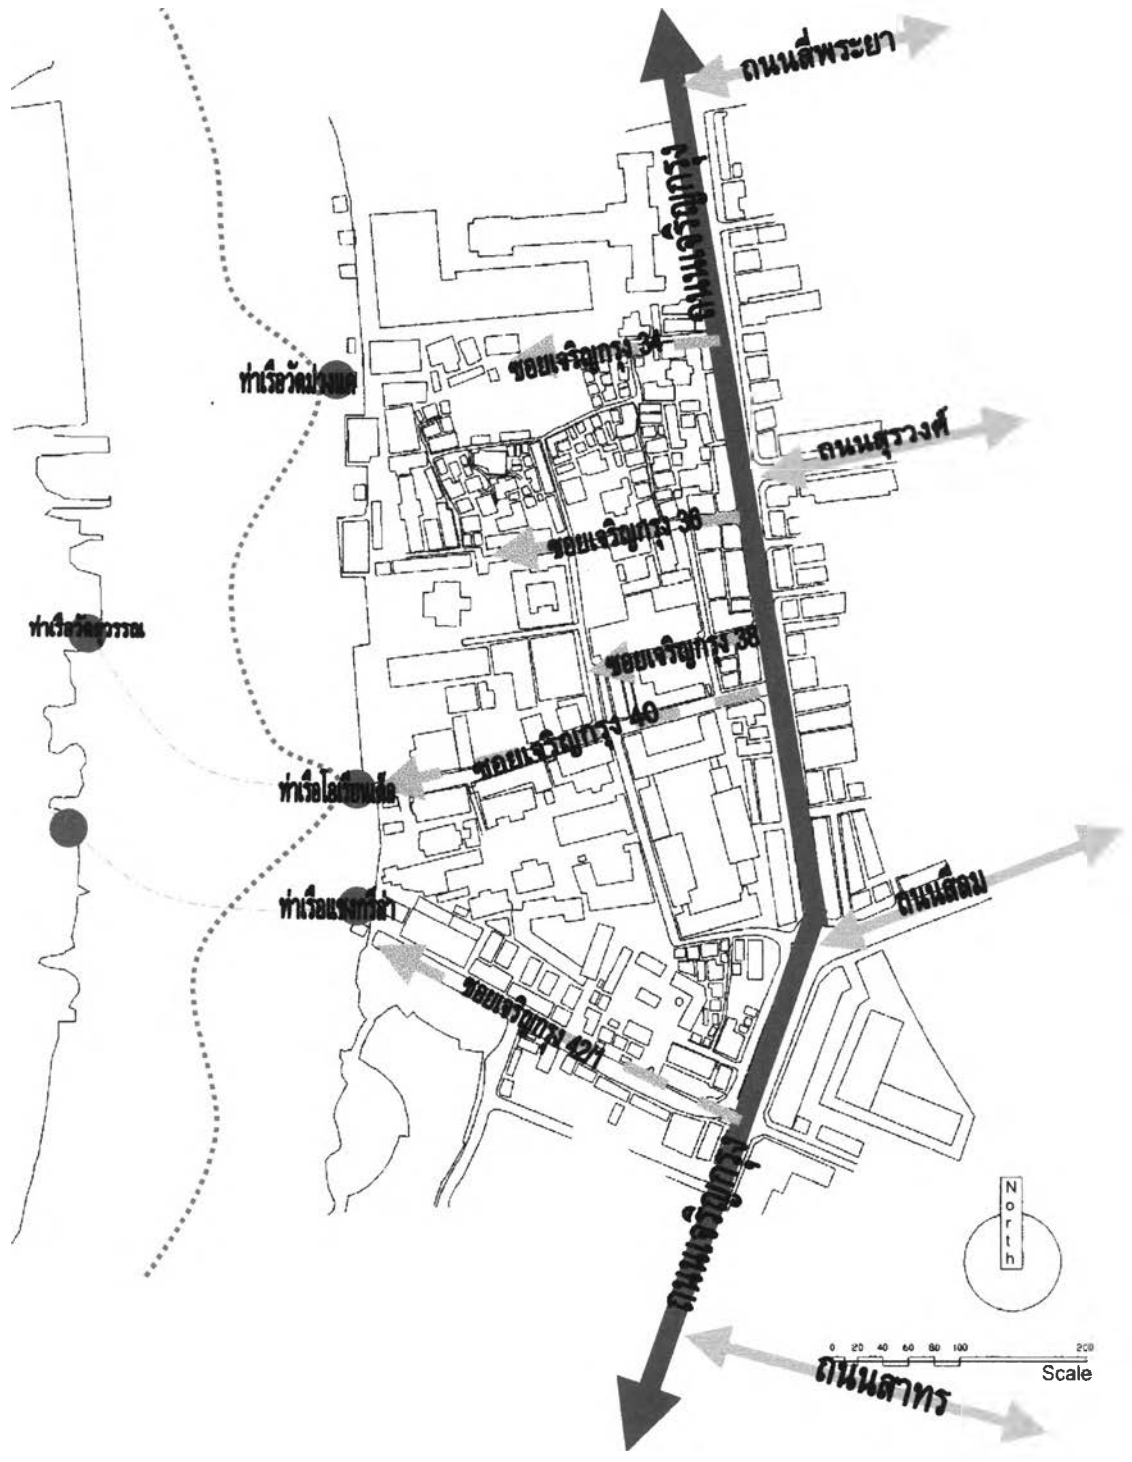 ถนนสี่พระยา
ถนนเจริญกรุง
ซอยเจริญกรุง 34
ท่าเรือวัดม่วงแค
ถนนสุรวงศ์
ซอยเจริญกรุง 36
ท่าเรือวัดสุวรรณ
ซอยเจริญกรุง 38
ซอยเจริญกรุง 40
ท่าเรือโอเรียนเต็ล
ถนนสีลม
ท่าเรือแชงกรีล่า
ซอยเจริญกรุง 42/1
ถนนเจริญกรุง
North
0 20 40 60 80 100 200
Scale
ถนนสาทร